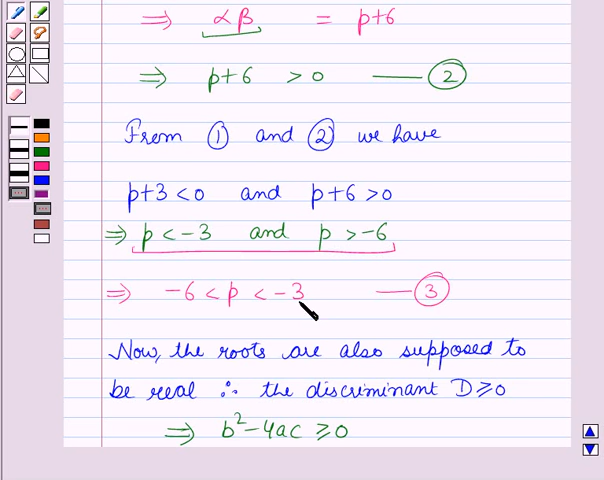 ⇒ αβ = p+6
⇒ p+6 > 0 —— ②
From ① and ② we have
p+3 < 0 and p+6 > 0
⇒ p < -3 and p > -6
⇒ -6 < p < -3 —— ③
Now, the roots are also supposed to
be real ∴ the discriminant D ≥ 0
⇒ b² - 4ac ≥ 0